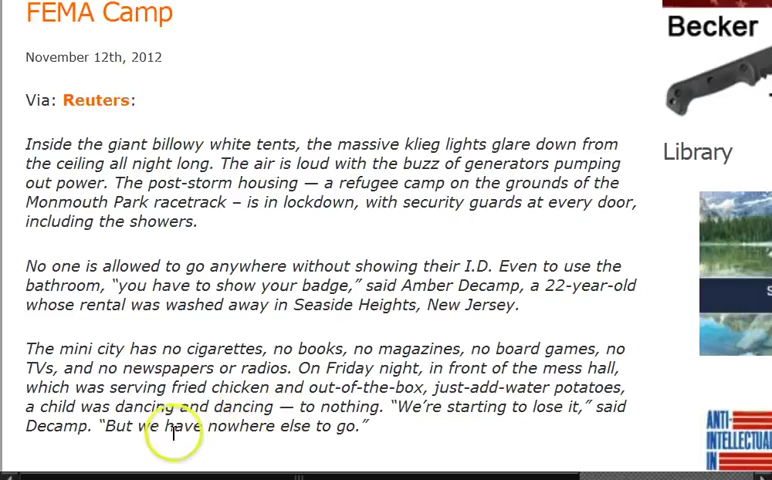 FEMA Camp
November 12th, 2012
Via: Reuters:
Inside the giant billowy white tents, the massive klieg lights glare down from
the ceiling all night long. The air is loud with the buzz of generators pumping
out power. The post-storm housing — a refugee camp on the grounds of the
Monmouth Park racetrack – is in lockdown, with security guards at every door,
including the showers.
No one is allowed to go anywhere without showing their I.D. Even to use the
bathroom, “you have to show your badge,” said Amber Decamp, a 22-year-old
whose rental was washed away in Seaside Heights, New Jersey.
The mini city has no cigarettes, no books, no magazines, no board games, no
TVs, and no newspapers or radios. On Friday night, in front of the mess hall,
which was serving fried chicken and out-of-the-box, just-add-water potatoes,
a child was dancing and dancing — to nothing. “We’re starting to lose it,” said
Decamp. “But we have nowhere else to go.”
Becker
Library
ANTI-
INTELLECTUAL
IN